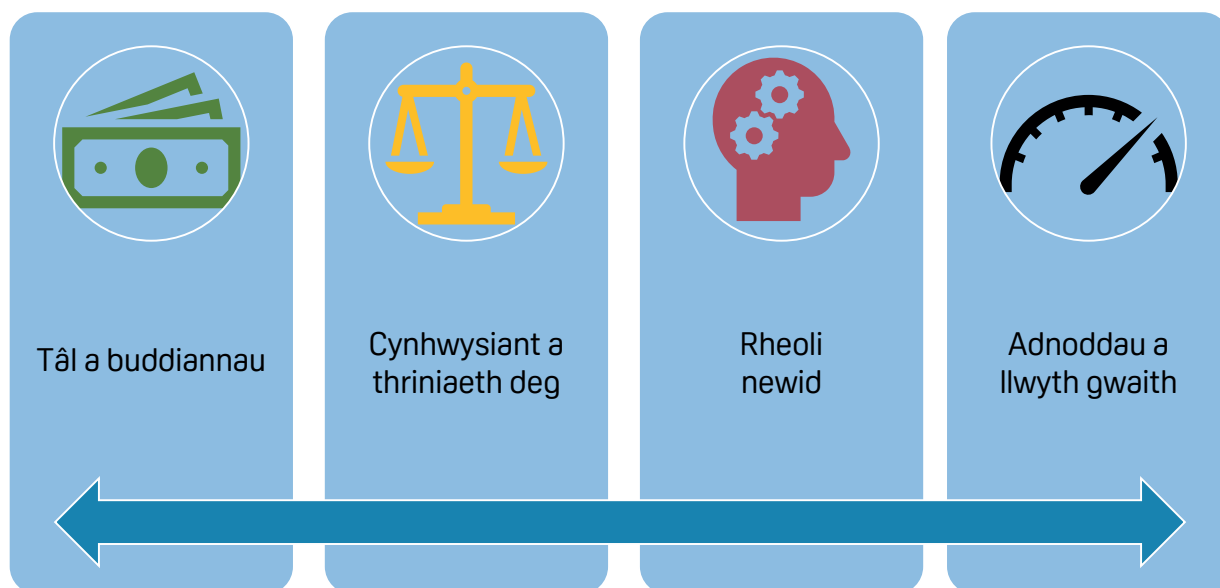 Tâl a buddiannau
Cynhwysiant a
thriniaeth deg
Rheoli
newid
Adnoddau a
llwyth gwaith